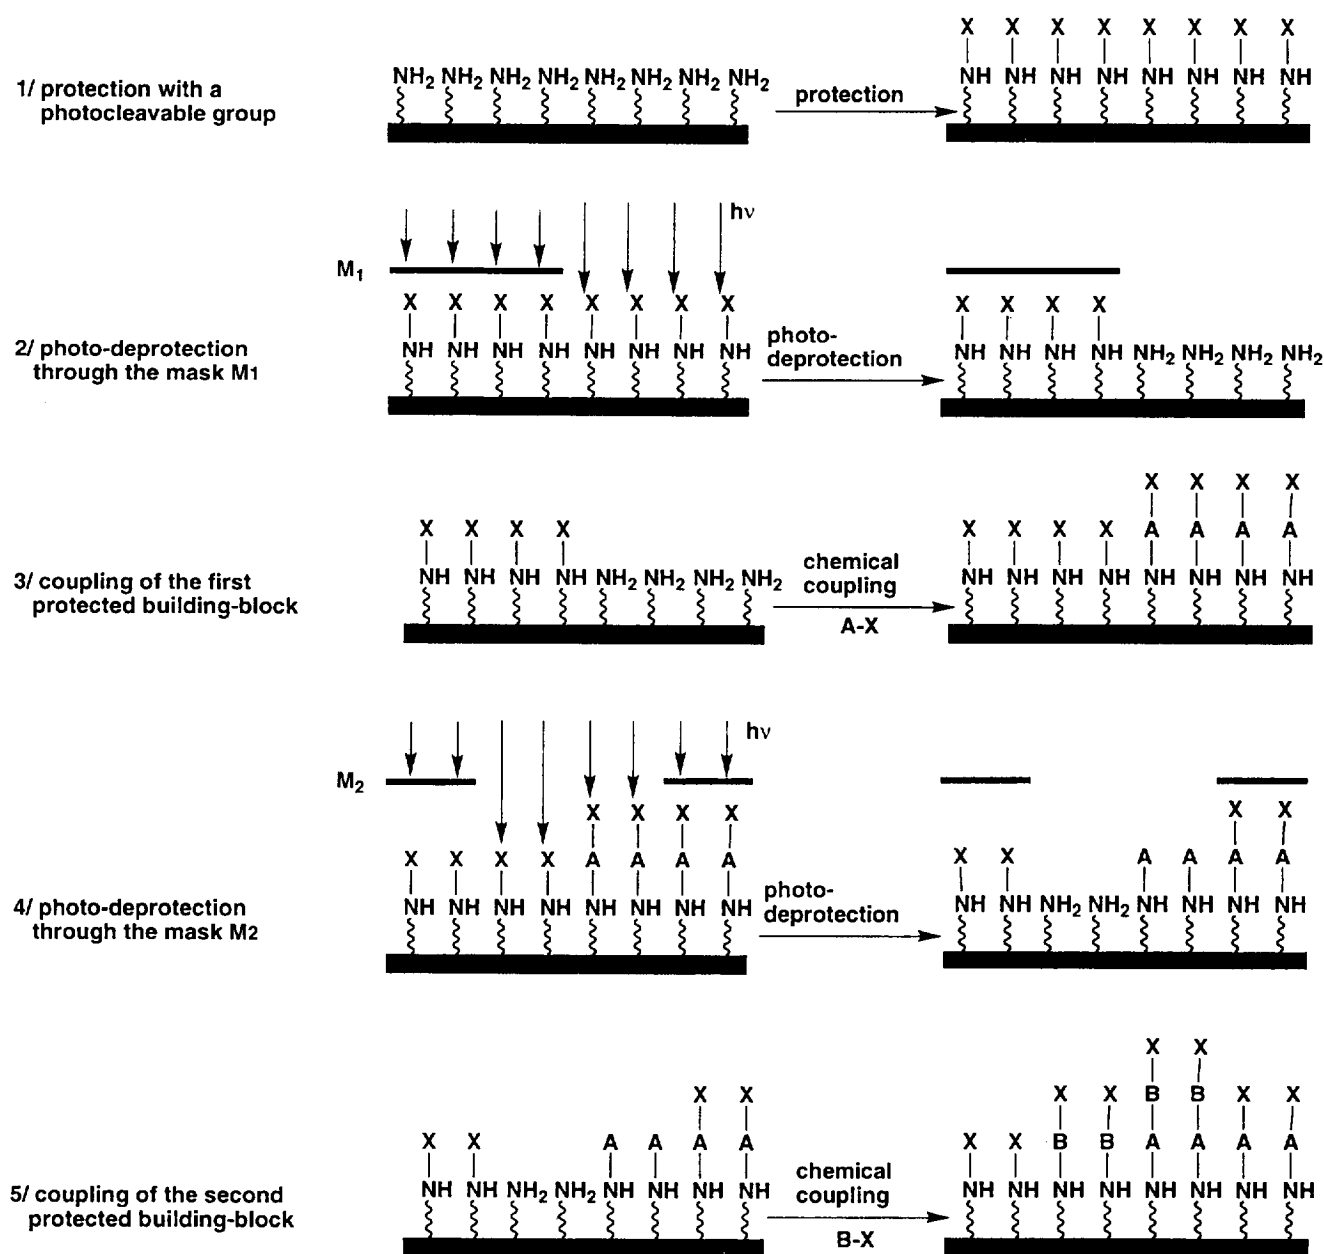 X X X X X X X X
NH2 NH2 NH2 NH2 NH2 NH2 NH2 NH2
NH NH NH NH NH NH NH NH
1/ protection with a
photocleavable group
protection
hν
M1
X X X X X X X X
X X X X
NH NH NH NH NH NH NH NH
NH NH NH NH NH2 NH2 NH2 NH2
2/ photo-deprotection
through the mask M1
photo-
deprotection
X X X X
X X X X
X X X X A A A A
NH NH NH NH NH2 NH2 NH2 NH2
NH NH NH NH NH NH NH NH
3/ coupling of the first
protected building-block
chemical
coupling
A-X
hν
M2
X X X X
X X
X X X X A A A A
X X A A A A
NH NH NH NH NH NH NH NH
NH NH NH2 NH2 NH NH NH NH
4/ photo-deprotection
through the mask M2
photo-
deprotection
X X
X X
X X B B X X
X X A A A A
X X B B A A A A
NH NH NH2 NH2 NH NH NH NH
NH NH NH NH NH NH NH NH
5/ coupling of the second
protected building-block
chemical
coupling
B-X